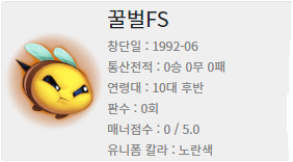 꿀벌FS
창단일 : 1992-06
통산전적 : 0승 0무 0패
연령대 : 10대 후반
판수 : 0회
매너점수 : 0 / 5.0
유니폼 칼라 : 노란색